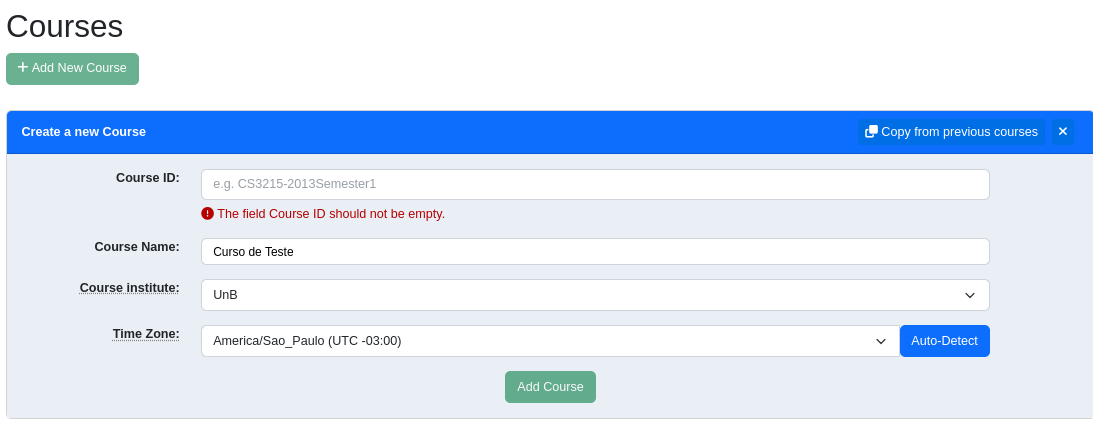 Courses
Add New Course
Create a new Course
Copy from previous courses
Course ID:
e.g. CS3215-2013Semester1
The field Course ID should not be empty.
Course Name:
Curso de Teste
Course institute:
UnB
Time Zone:
America/Sao_Paulo (UTC -03:00)
Auto-Detect
Add Course